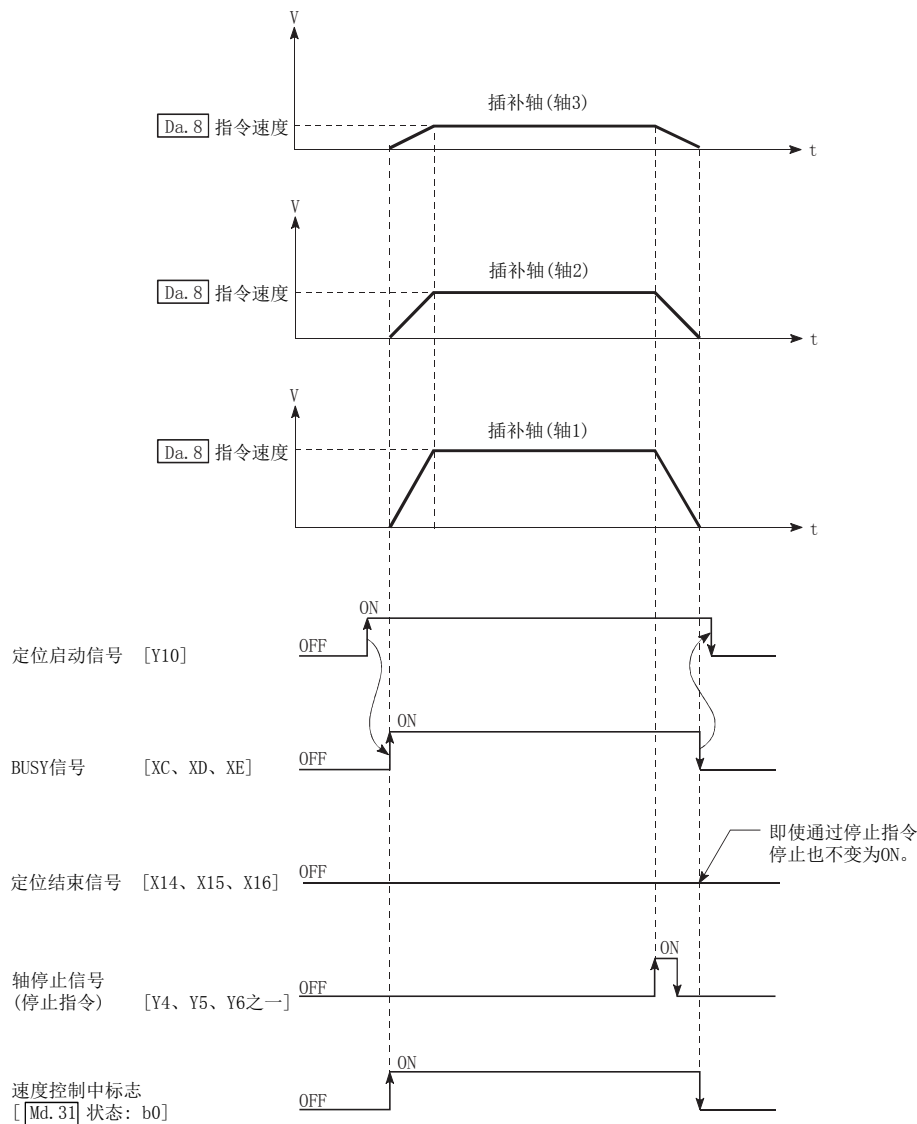 V
插补轴(轴3)
Da.8 指令速度
t
V
插补轴(轴2)
Da.8 指令速度
t
V
插补轴(轴1)
Da.8 指令速度
t
ON
定位启动信号 [Y10] OFF
ON
BUSY信号 [XC、XD、XE] OFF
即使通过停止指令
停止也不变为ON。
定位结束信号 [X14、X15、X16] OFF
ON
轴停止信号
(停止指令) [Y4、Y5、Y6之一] OFF
ON
速度控制中标志
[Md.31 状态: b0] OFF